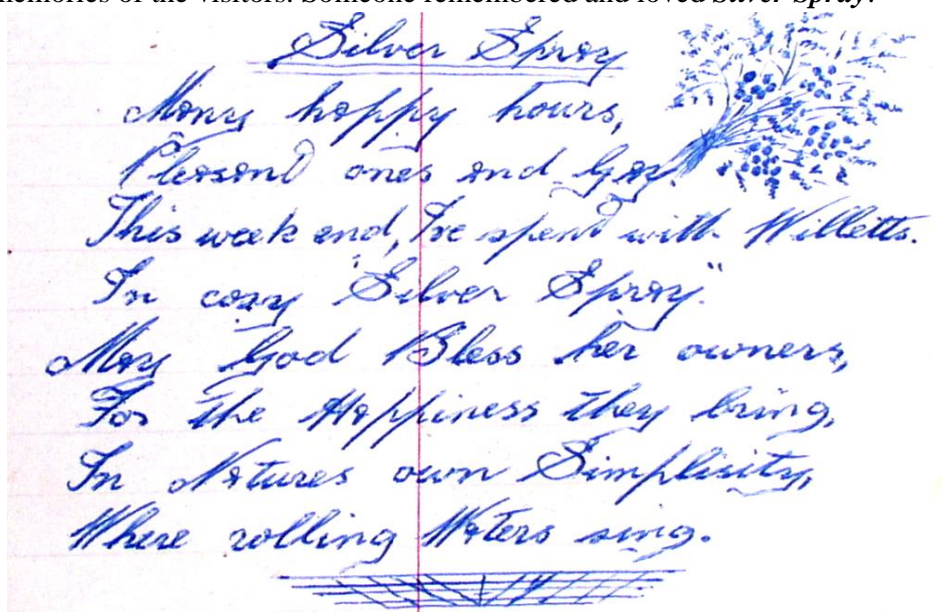 memories of the visitors. Someone remembered and loved Silver Spray.
Silver Spray
Many happy hours,
Pleasant ones and Gay.
This week end, I've spent with Willetts.
In cozy "Silver Spray."
May God Bless her owners,
For the Happiness they bring,
In Natures own Simplisity,
Where rolling Waters sing.